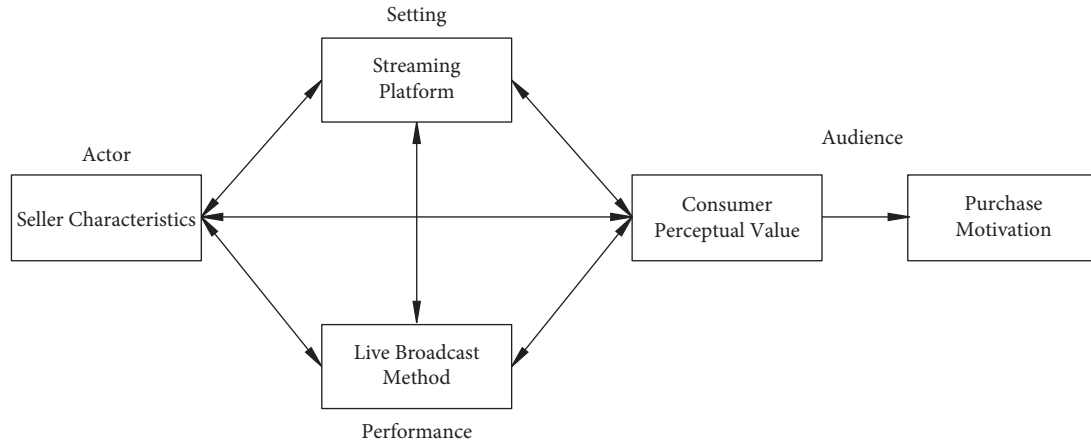 Setting
Streaming
Platform
Actor
Seller Characteristics
Audience
Consumer
Perceptual Value
Purchase
Motivation
Live Broadcast
Method
Performance